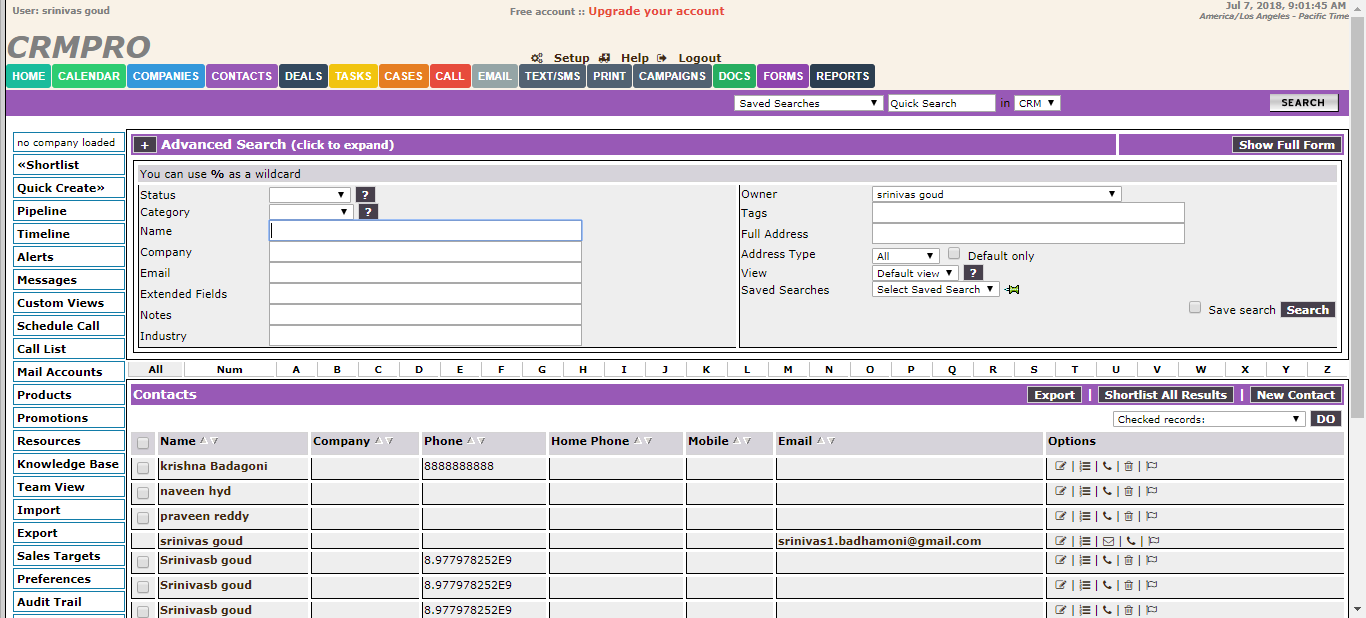 User: srinivas goud
Free account :: Upgrade your account
Jul 7, 2018, 9:01:45 AM
America/Los Angeles - Pacific Time
CRMPRO
Setup Help Logout
HOME CALENDAR COMPANIES CONTACTS DEALS TASKS CASES CALL EMAIL TEXT/SMS PRINT CAMPAIGNS DOCS FORMS REPORTS
Saved Searches Quick Search in CRM SEARCH
no company loaded
«Shortlist
Quick Create»
Pipeline
Timeline
Alerts
Messages
Custom Views
Schedule Call
Call List
Mail Accounts
Products
Promotions
Resources
Knowledge Base
Team View
Import
Export
Sales Targets
Preferences
Audit Trail
+ Advanced Search (click to expand) Show Full Form
You can use % as a wildcard
Status ?
Category ?
Name
Company
Email
Extended Fields
Notes
Industry
Owner srinivas goud
Tags
Full Address
Address Type All Default only
View Default view ?
Saved Searches Select Saved Search
Save search Search
All Num A B C D E F G H I J K L M N O P Q R S T U V W X Y Z
Contacts Export | Shortlist All Results | New Contact
Checked records: DO
Name Company Phone Home Phone Mobile Email Options
krishna Badagoni 8888888888 | | | |
naveen hyd | | | |
praveen reddy | | | |
srinivas goud srinivas1.badhamoni@gmail.com | | | |
Srinivasb goud 8.977978252E9 | | | |
Srinivasb goud 8.977978252E9 | | | |
Srinivasb goud 8.977978252E9 | | | |